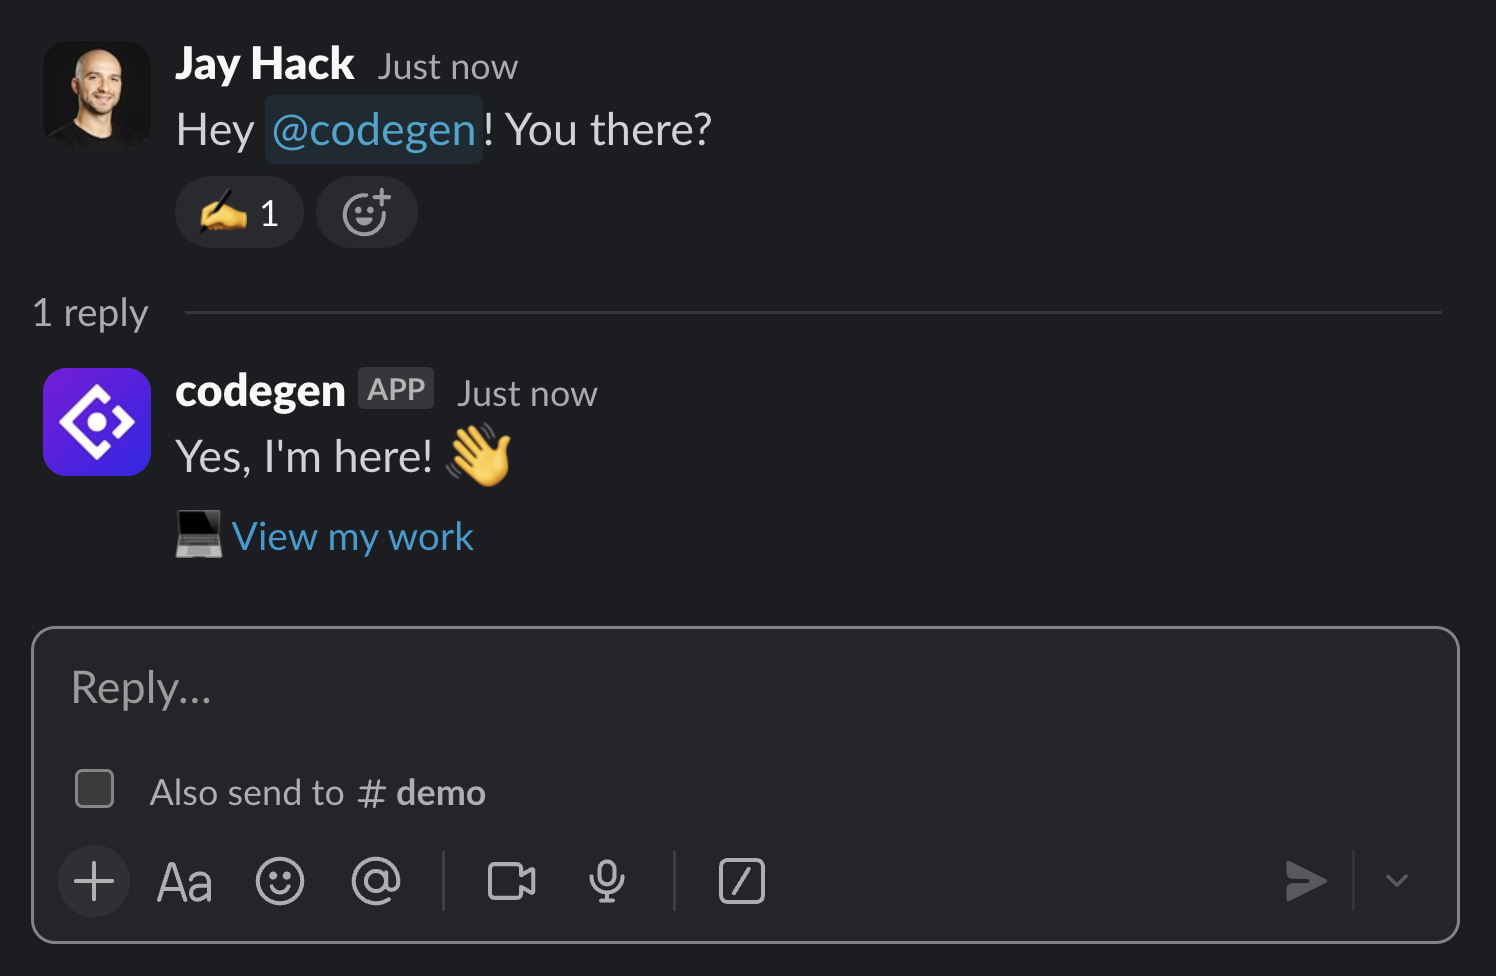 Jay Hack Just now
Hey @codegen! You there?
1
1 reply
codegen APP Just now
Yes, I'm here!
View my work
Reply...
Also send to # demo
Aa